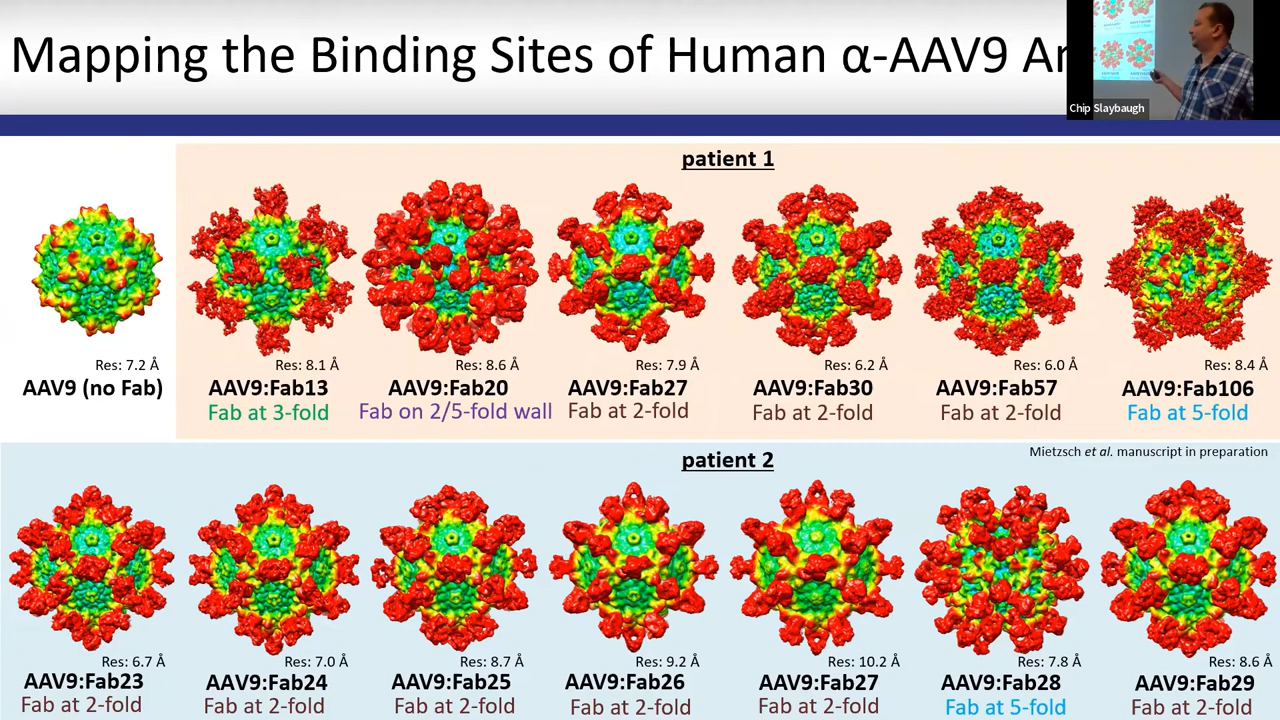 Mapping the Binding Sites of Human α-AAV9
Chip Slaybaugh
patient 1
Res: 7.2 Å
AAV9 (no Fab)
Res: 8.1 Å
AAV9:Fab13
Fab at 3-fold
Res: 8.6 Å
AAV9:Fab20
Fab on 2/5-fold wall
Res: 7.9 Å
AAV9:Fab27
Fab at 2-fold
Res: 6.2 Å
AAV9:Fab30
Fab at 2-fold
Res: 6.0 Å
AAV9:Fab57
Fab at 2-fold
Res: 8.4 Å
AAV9:Fab106
Fab at 5-fold
patient 2
Mietzsch et al. manuscript in preparation
Res: 6.7 Å
AAV9:Fab23
Fab at 2-fold
Res: 7.0 Å
AAV9:Fab24
Fab at 2-fold
Res: 8.7 Å
AAV9:Fab25
Fab at 2-fold
Res: 9.2 Å
AAV9:Fab26
Fab at 2-fold
Res: 10.2 Å
AAV9:Fab27
Fab at 2-fold
Res: 7.8 Å
AAV9:Fab28
Fab at 5-fold
Res: 8.6 Å
AAV9:Fab29
Fab at 2-fold